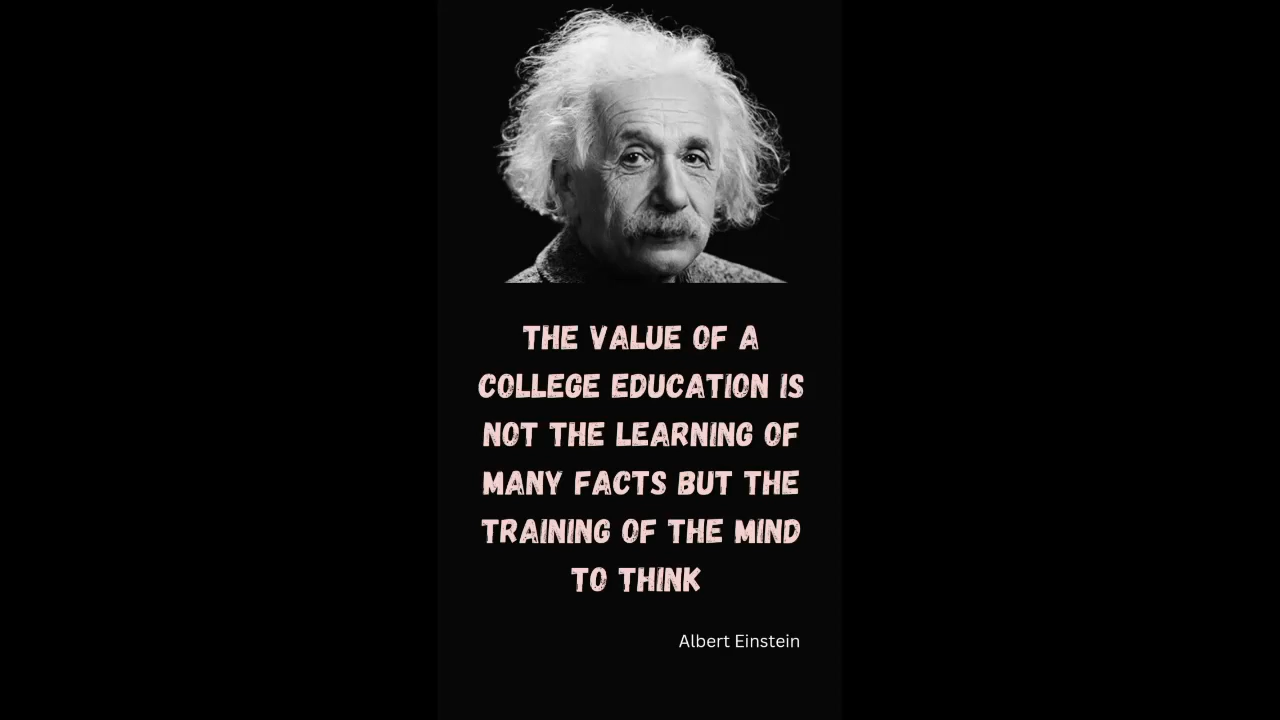 THE VALUE OF A
COLLEGE EDUCATION IS
NOT THE LEARNING OF
MANY FACTS BUT THE
TRAINING OF THE MIND
TO THINK
Albert Einstein